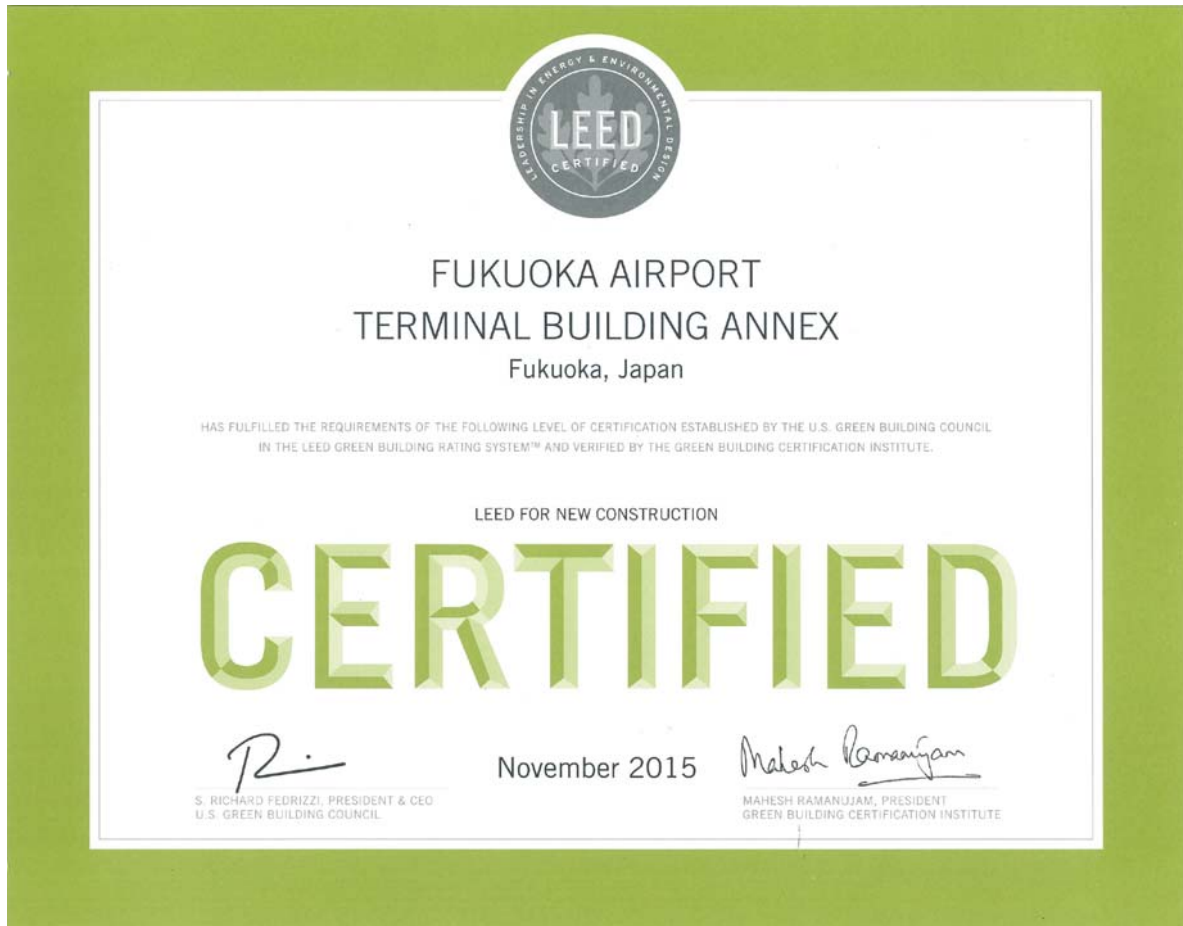 LEADERSHIP IN ENERGY & ENVIRONMENTAL DESIGN
LEED
CERTIFIED
FUKUOKA AIRPORT
TERMINAL BUILDING ANNEX
Fukuoka, Japan
HAS FULFILLED THE REQUIREMENTS OF THE FOLLOWING LEVEL OF CERTIFICATION ESTABLISHED BY THE U.S. GREEN BUILDING COUNCIL
IN THE LEED GREEN BUILDING RATING SYSTEM™ AND VERIFIED BY THE GREEN BUILDING CERTIFICATION INSTITUTE.
LEED FOR NEW CONSTRUCTION
CERTIFIED
November 2015
Mahesh Ramanujam
S. RICHARD FEDRIZZI, PRESIDENT & CEO
U.S. GREEN BUILDING COUNCIL
MAHESH RAMANUJAM, PRESIDENT
GREEN BUILDING CERTIFICATION INSTITUTE